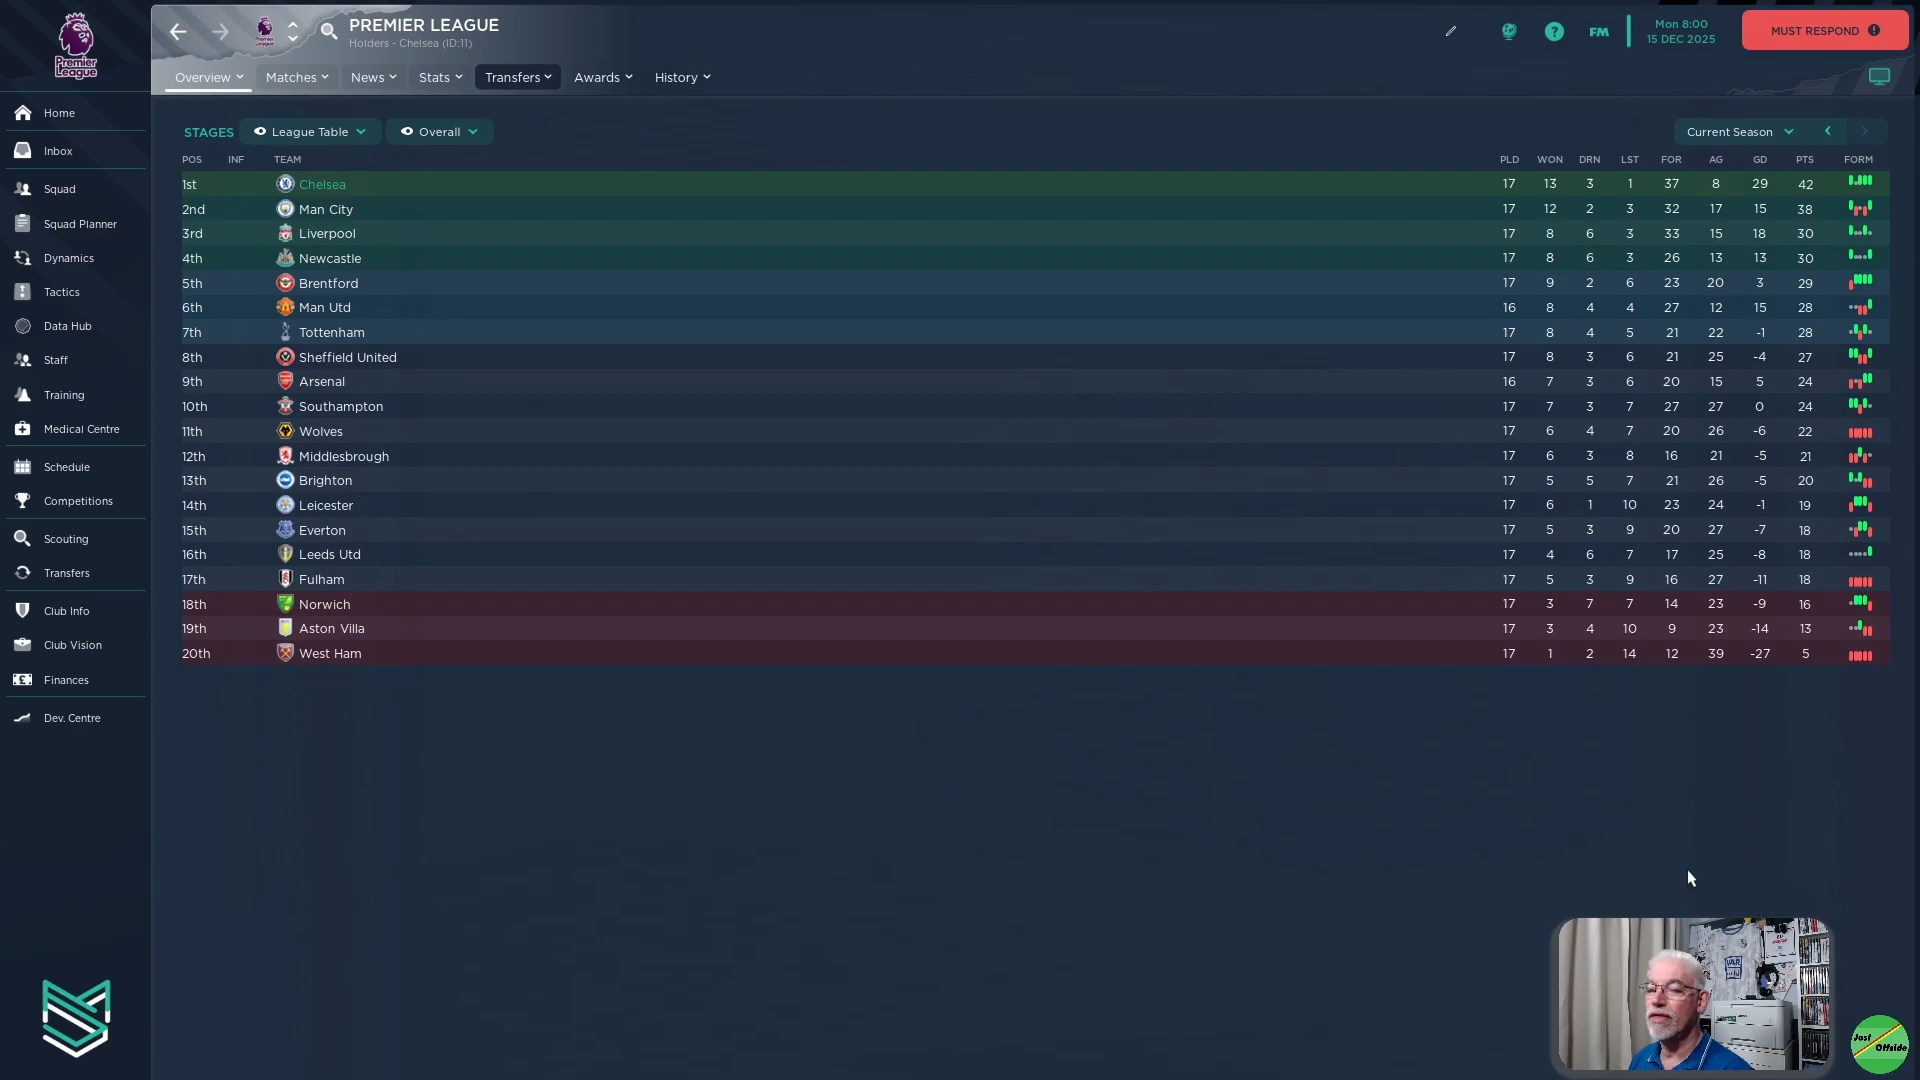 PREMIER LEAGUE
Holders - Chelsea (ID:11)
FM
Mon 8:00
15 DEC 2025
MUST RESPOND
Premier League
Overview Matches News Stats Transfers Awards History
Home
Inbox
Squad
Squad Planner
Dynamics
Tactics
Data Hub
Staff
Training
Medical Centre
Schedule
Competitions
Scouting
Transfers
Club Info
Club Vision
Finances
Dev. Centre
STAGES League Table Overall Current Season
POS INF TEAM PLD WON DRN LST FOR AG GD PTS FORM
1st Chelsea 17 13 3 1 37 8 29 42
2nd Man City 17 12 2 3 32 17 15 38
3rd Liverpool 17 8 6 3 33 15 18 30
4th Newcastle 17 8 6 3 26 13 13 30
5th Brentford 17 9 2 6 23 20 3 29
6th Man Utd 16 8 4 4 27 12 15 28
7th Tottenham 17 8 4 5 21 22 -1 28
8th Sheffield United 17 8 3 6 21 25 -4 27
9th Arsenal 16 7 3 6 20 15 5 24
10th Southampton 17 7 3 7 27 27 0 24
11th Wolves 17 6 4 7 20 26 -6 22
12th Middlesbrough 17 6 3 8 16 21 -5 21
13th Brighton 17 5 5 7 21 26 -5 20
14th Leicester 17 6 1 10 23 24 -1 19
15th Everton 17 5 3 9 20 27 -7 18
16th Leeds Utd 17 4 6 7 17 25 -8 18
17th Fulham 17 5 3 9 16 27 -11 18
18th Norwich 17 3 7 7 14 23 -9 16
19th Aston Villa 17 3 4 10 9 23 -14 13
20th West Ham 17 1 2 14 12 39 -27 5
Just
Offside